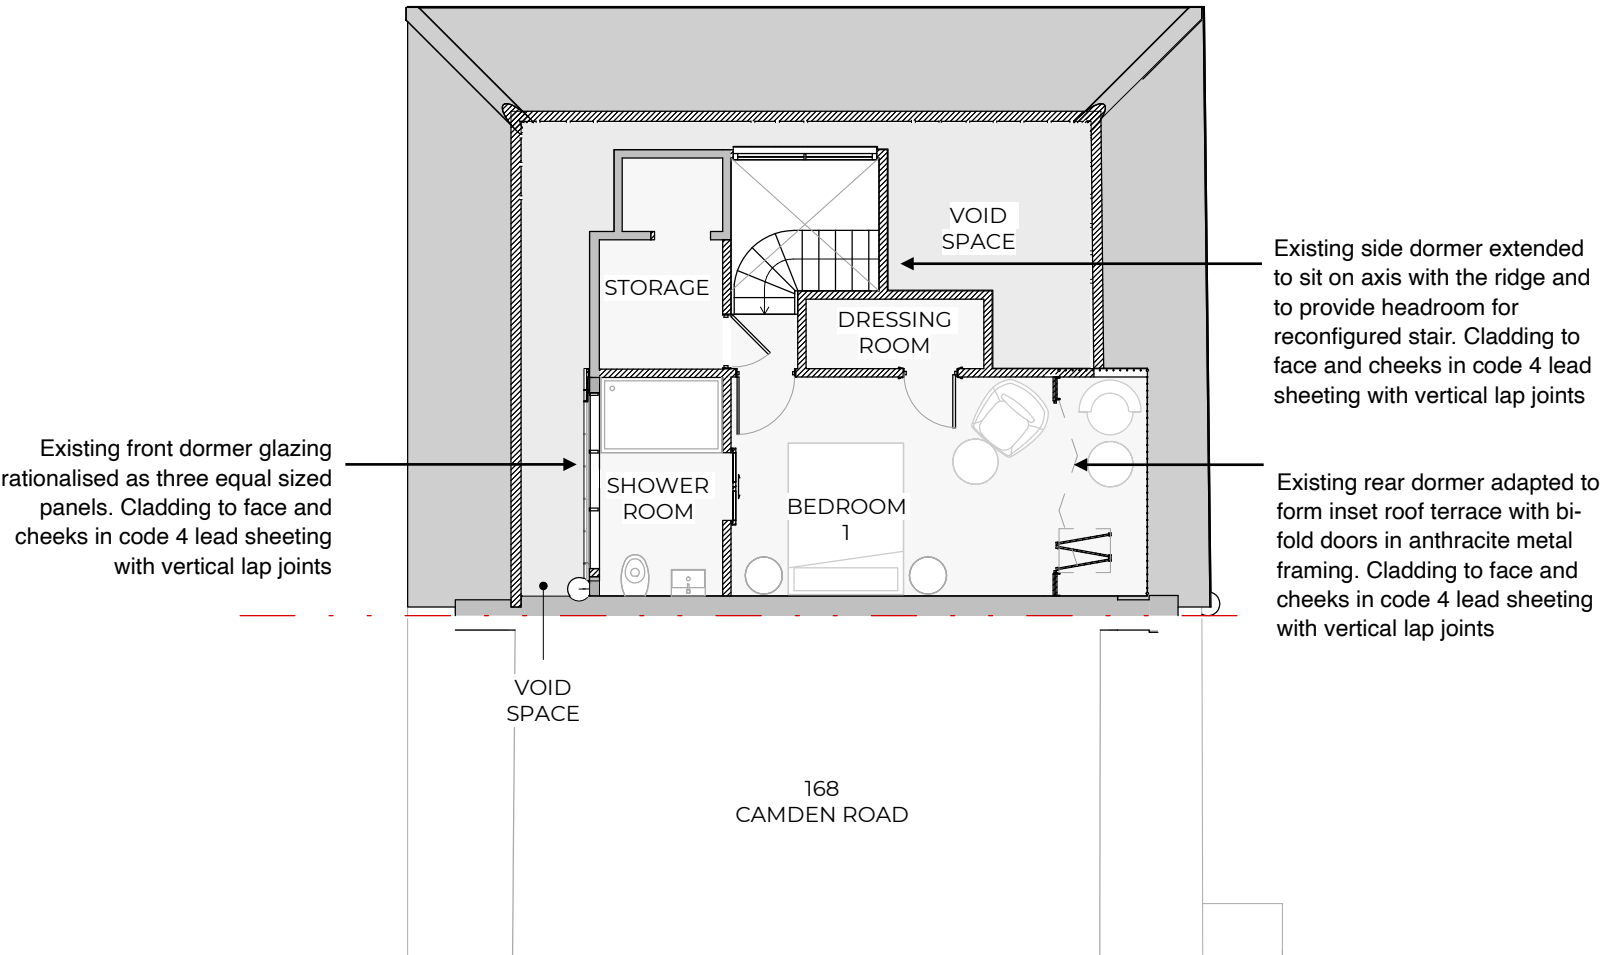 VOID
SPACE
Existing side dormer extended
to sit on axis with the ridge and
to provide headroom for
reconfigured stair. Cladding to
face and cheeks in code 4 lead
sheeting with vertical lap joints
STORAGE
DRESSING
ROOM
Existing front dormer glazing
rationalised as three equal sized
panels. Cladding to face and
cheeks in code 4 lead sheeting
with vertical lap joints
SHOWER
ROOM
BEDROOM
1
Existing rear dormer adapted to
form inset roof terrace with bi-
fold doors in anthracite metal
framing. Cladding to face and
cheeks in code 4 lead sheeting
with vertical lap joints
VOID
SPACE
168
CAMDEN ROAD